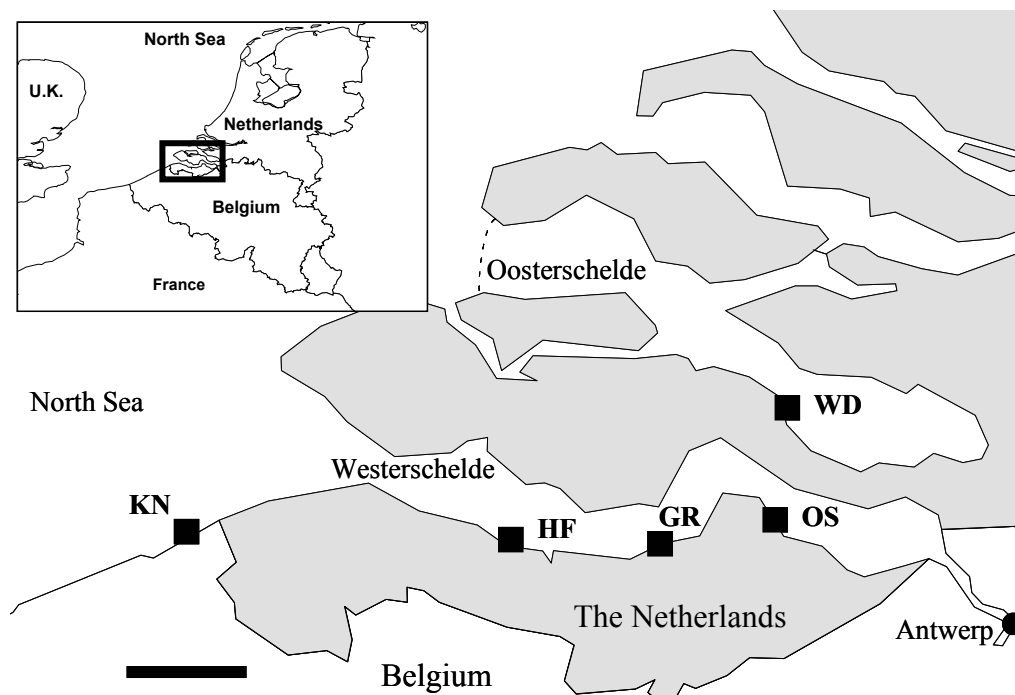 North Sea
U.K.
Netherlands
Belgium
France
Oosterschelde
North Sea
WD
Westerschelde
KN
HF
GR
OS
The Netherlands
Antwerp
Belgium